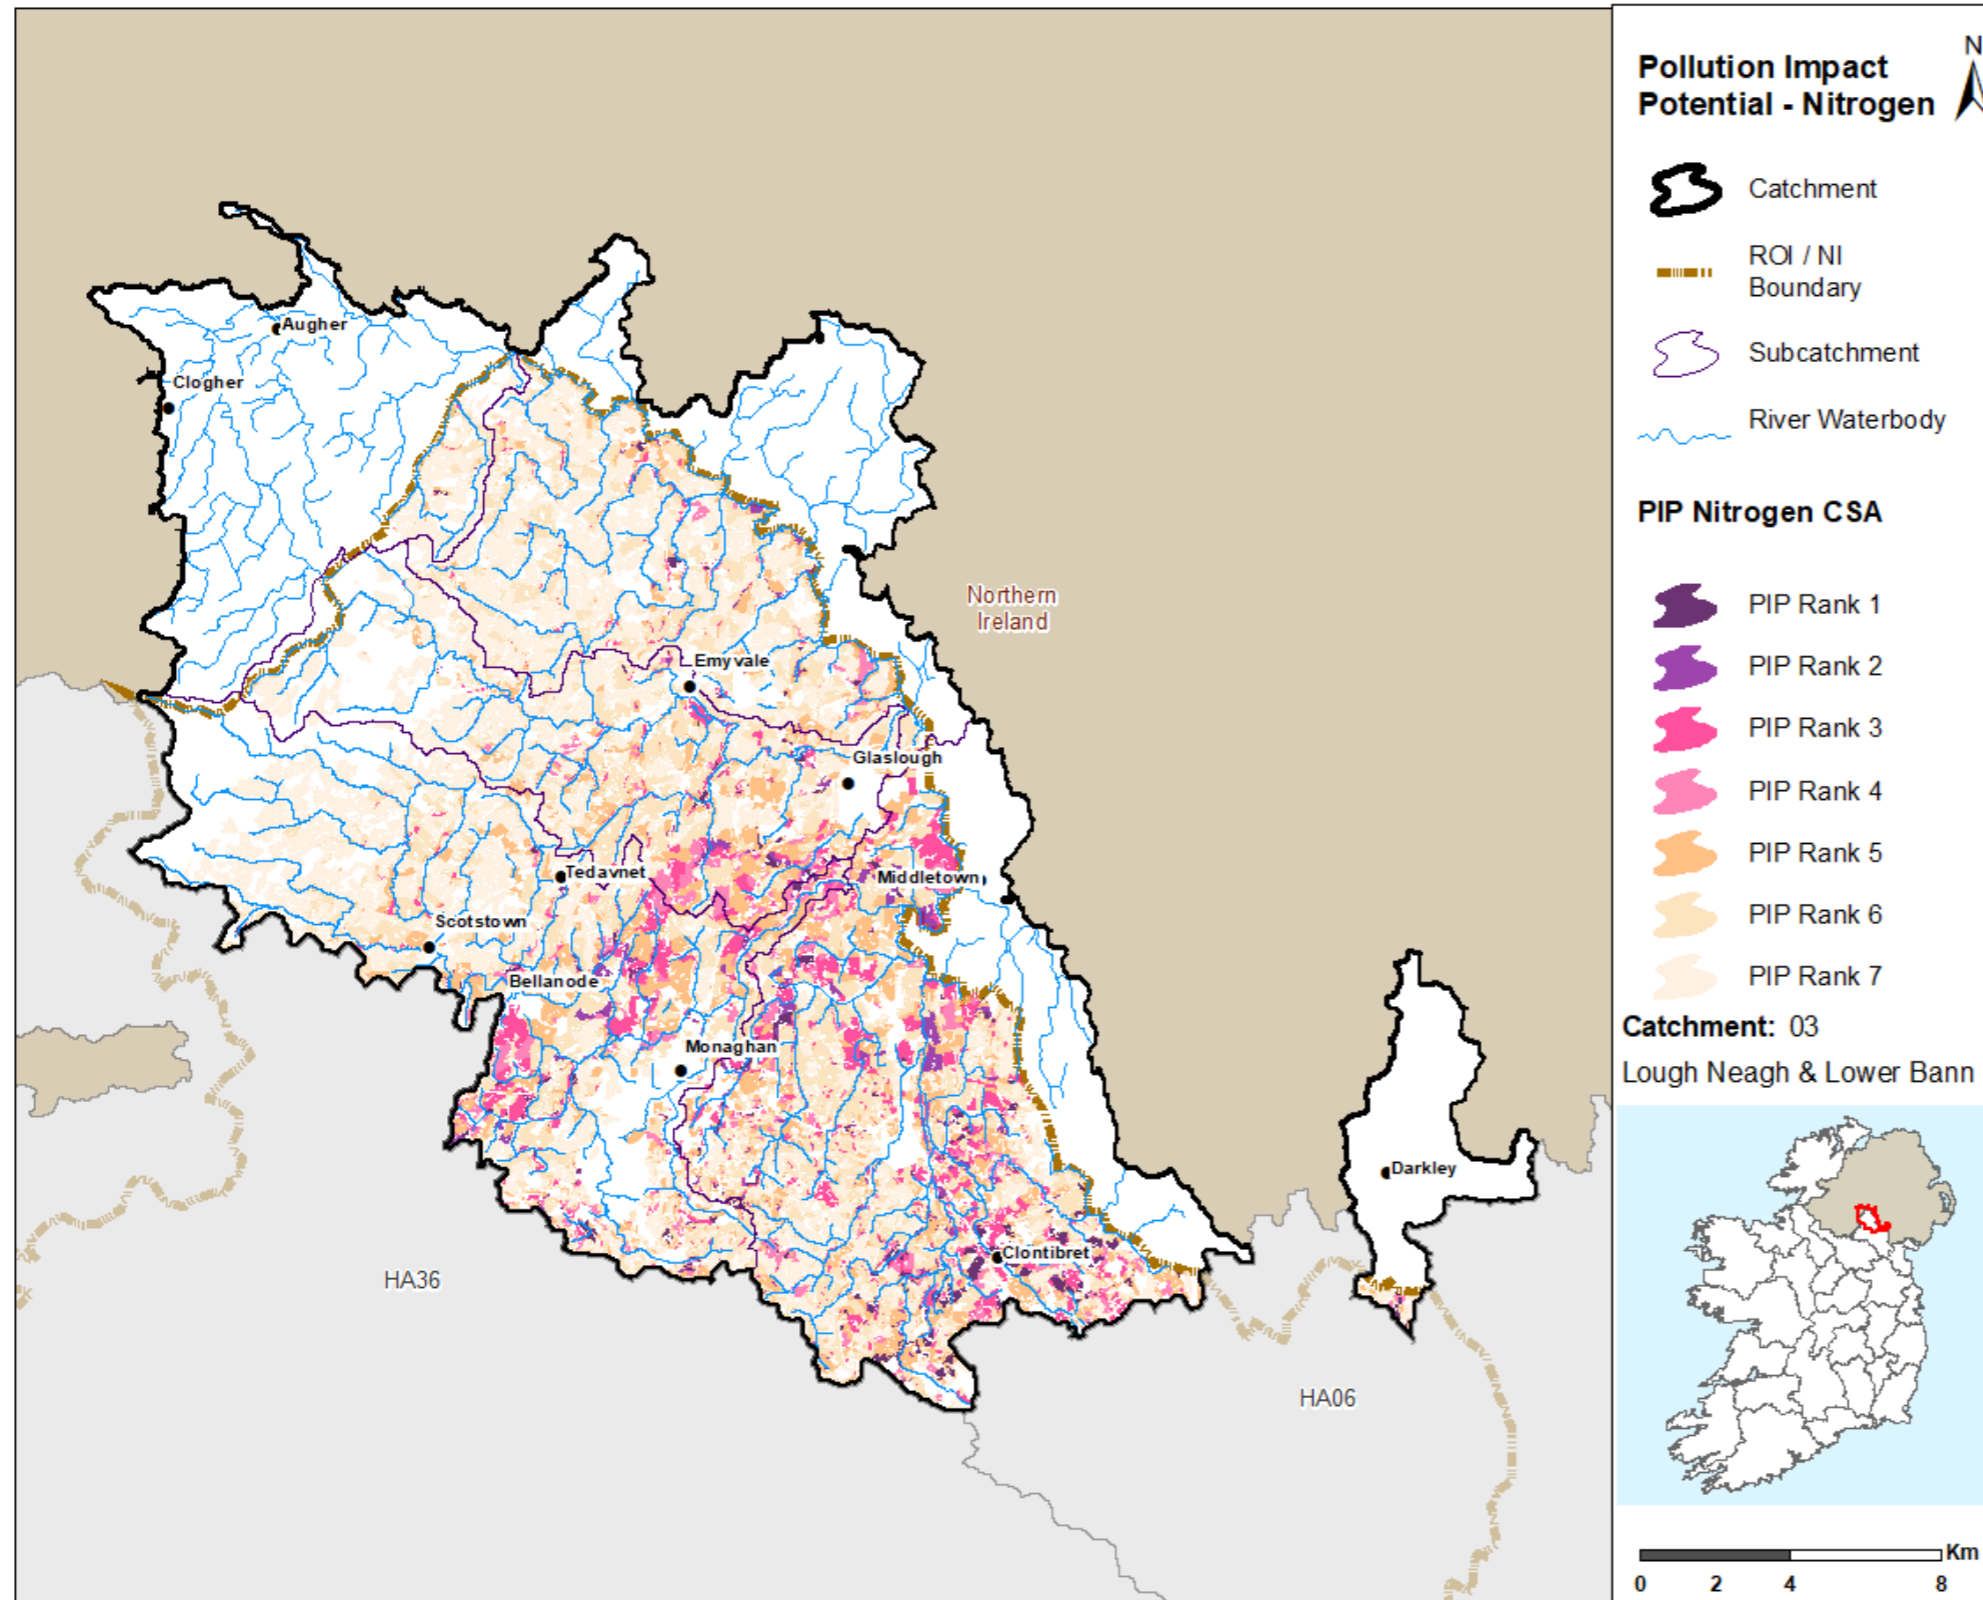 Augher
Clogher
Northern
Ireland
Emyvale
Glaslough
Tedavnet
Middletown
Scotstown
Bellanode
Monaghan
Darkley
Clontibret
HA36
HA06
Pollution Impact
Potential - Nitrogen
N
Catchment
ROI / NI
Boundary
Subcatchment
River Waterbody
PIP Nitrogen CSA
PIP Rank 1
PIP Rank 2
PIP Rank 3
PIP Rank 4
PIP Rank 5
PIP Rank 6
PIP Rank 7
Catchment: 03
Lough Neagh & Lower Bann
Km
0 2 4 8